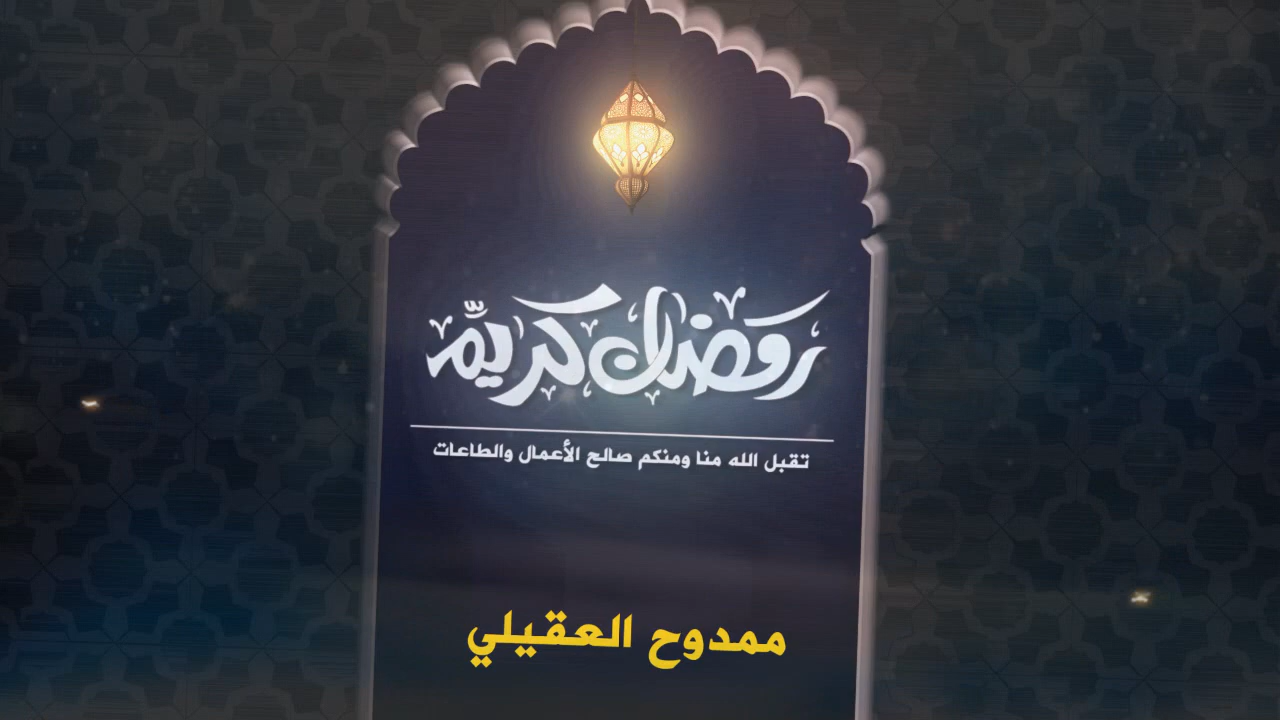 رمضان كريم
تقبل الله منا ومنكم صالح الأعمال والطاعات
ممدوح العقيلي